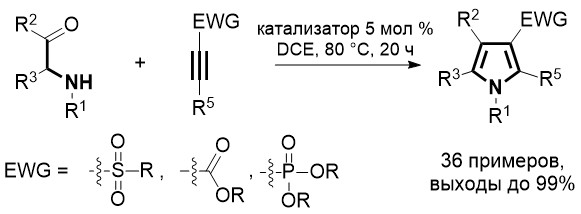 R² O EWG катализатор 5 мол % R² EWG
R³ NH + DCE, 80 °C, 20 ч R³ N R⁵
R¹ R⁵ R¹
EWG = O S R , O OR , O P OR OR 36 примеров,
O выходы до 99%